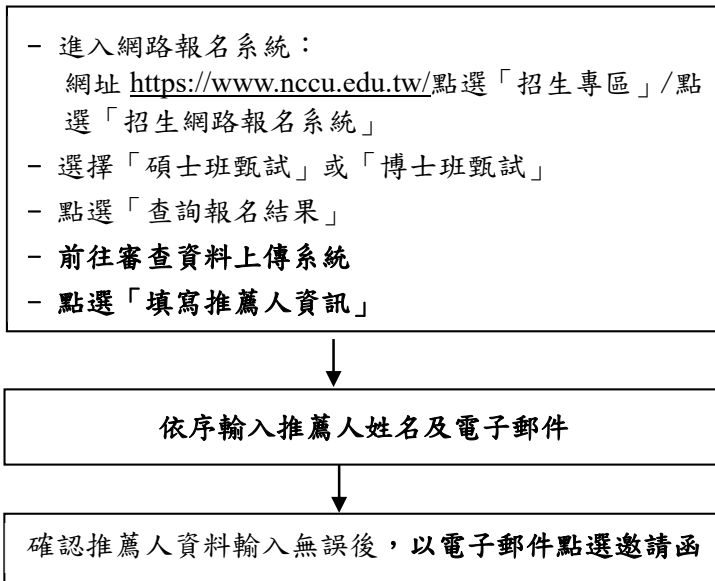 - 進入網路報名系統：
網址 https://www.nccu.edu.tw/點選「招生專區」/點
選「招生網路報名系統」
- 選擇「碩士班甄試」或「博士班甄試」
- 點選「查詢報名結果」
- 前往審查資料上傳系統
- 點選「填寫推薦人資訊」
依序輸入推薦人姓名及電子郵件
確認推薦人資料輸入無誤後，以電子郵件點選邀請函